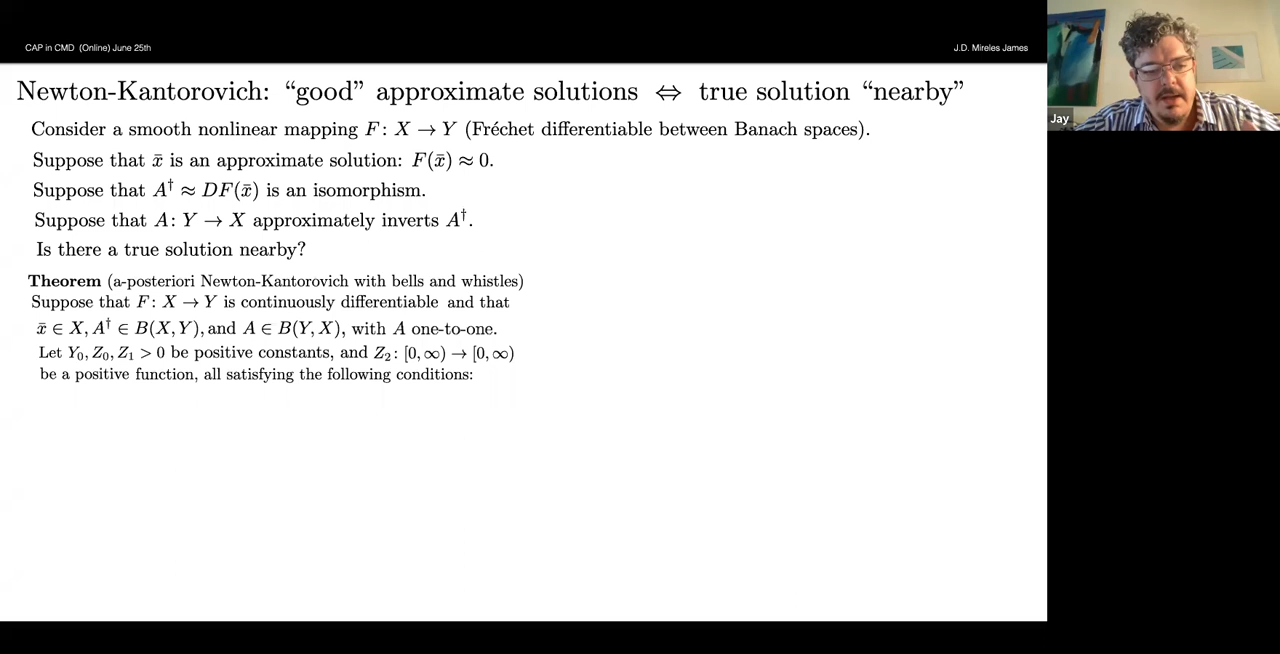 CAP in CMD (Online) June 25th
J.D. Mireles James
Newton-Kantorovich: “good” approximate solutions ⇔ true solution “nearby”
Consider a smooth nonlinear mapping F: X → Y (Fréchet differentiable between Banach spaces).
Suppose that x̄ is an approximate solution: F(x̄) ≈ 0.
Suppose that A† ≈ DF(x̄) is an isomorphism.
Suppose that A: Y → X approximately inverts A†.
Is there a true solution nearby?
Theorem (a-posteriori Newton-Kantorovich with bells and whistles)
Suppose that F: X → Y is continuously differentiable and that
x̄ ∈ X, A† ∈ B(X, Y), and A ∈ B(Y, X), with A one-to-one.
Let Y₀, Z₀, Z₁ > 0 be positive constants, and Z₂: [0, ∞) → [0, ∞)
be a positive function, all satisfying the following conditions:
Jay